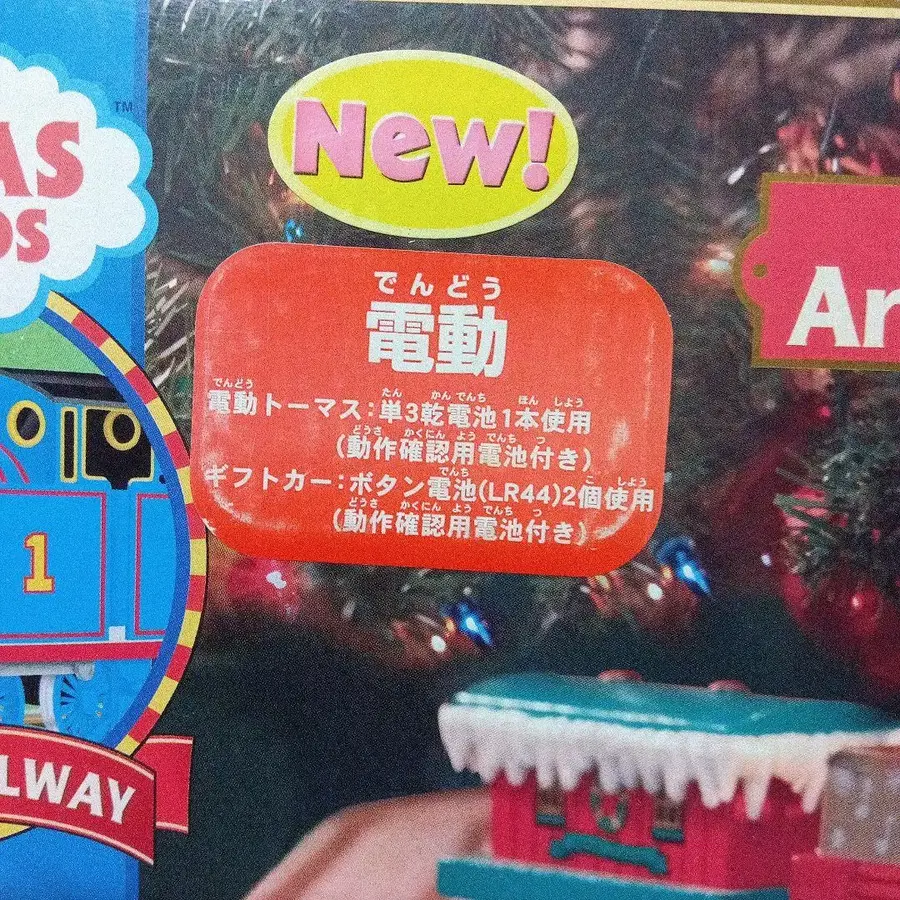 AS
TM
DS
New!
でんどう
電動
でんどう たん かんでんち ほん しよう
電動トーマス:単3乾電池1本使用
どうさ かくにん よう でんち つ
(動作確認用電池付き)
でんち こ しよう
ギフトカー:ボタン電池(LR44)2個使用
どうさ かくにん よう でんち つ
(動作確認用電池付き)
Ar
1
LWAY